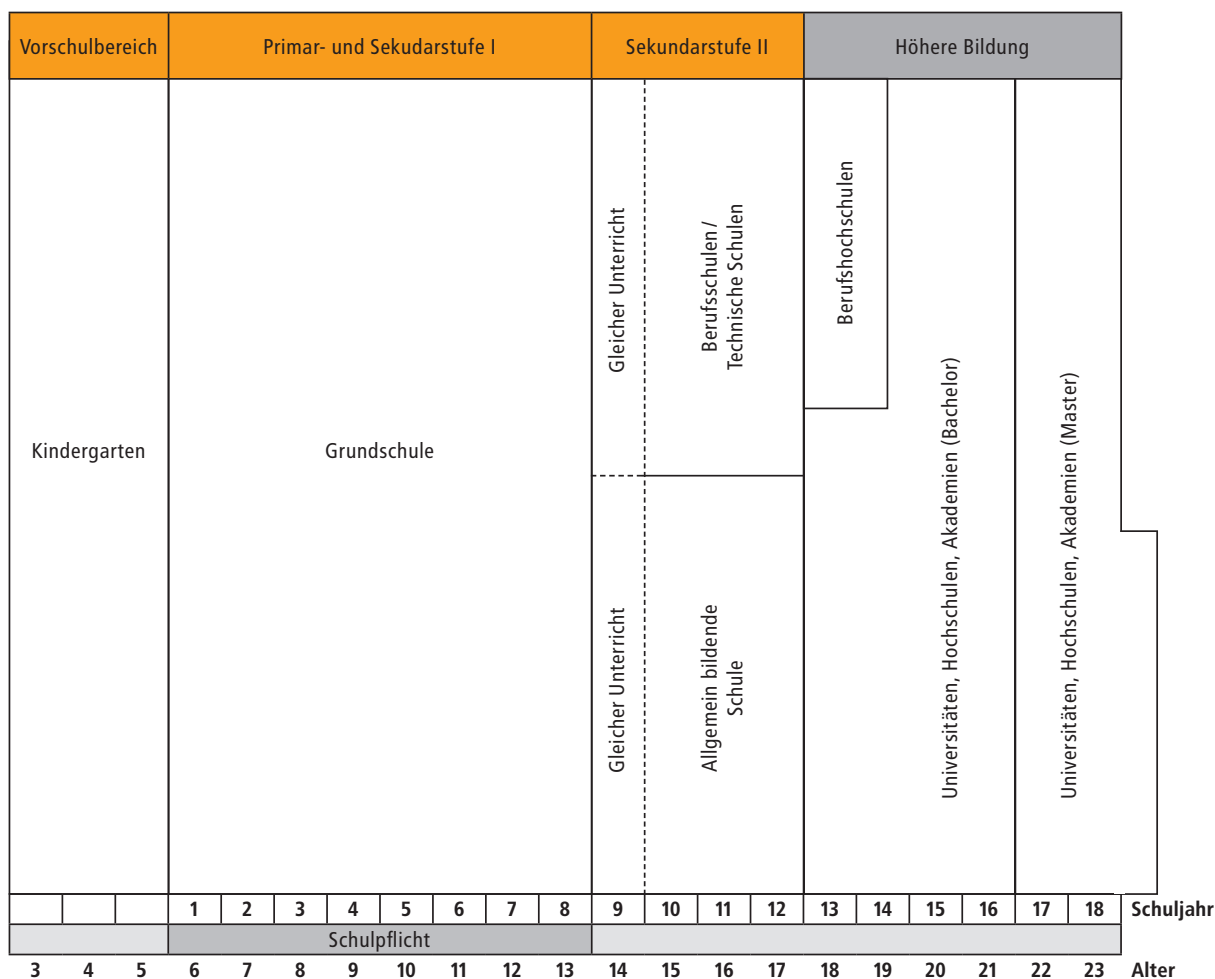 Vorschulbereich
Primar- und Sekudarstufe I
Sekundarstufe II
Höhere Bildung
Kindergarten
Grundschule
Gleicher Unterricht
Berufsschulen /
Technische Schulen
Gleicher Unterricht
Allgemein bildende
Schule
Berufshochschulen
Universitäten, Hochschulen, Akademien (Bachelor)
Universitäten, Hochschulen, Akademien (Master)
1 2 3 4 5 6 7 8 9 10 11 12 13 14 15 16 17 18 Schuljahr
Schulpflicht
3 4 5 6 7 8 9 10 11 12 13 14 15 16 17 18 19 20 21 22 23 Alter